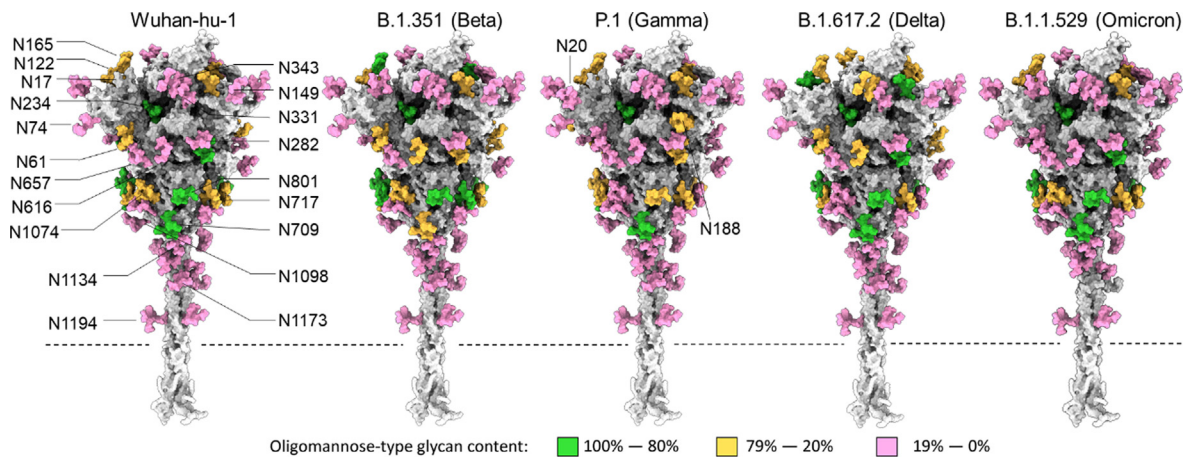 Wuhan-hu-1
B.1.351 (Beta)
P.1 (Gamma)
B.1.617.2 (Delta)
B.1.1.529 (Omicron)
N165
N122
N17
N234
N74
N61
N657
N616
N1074
N1134
N1194
N343
N149
N331
N282
N801
N717
N709
N1098
N1173
N20
N188
Oligomannose-type glycan content:
100% — 80%
79% — 20%
19% — 0%